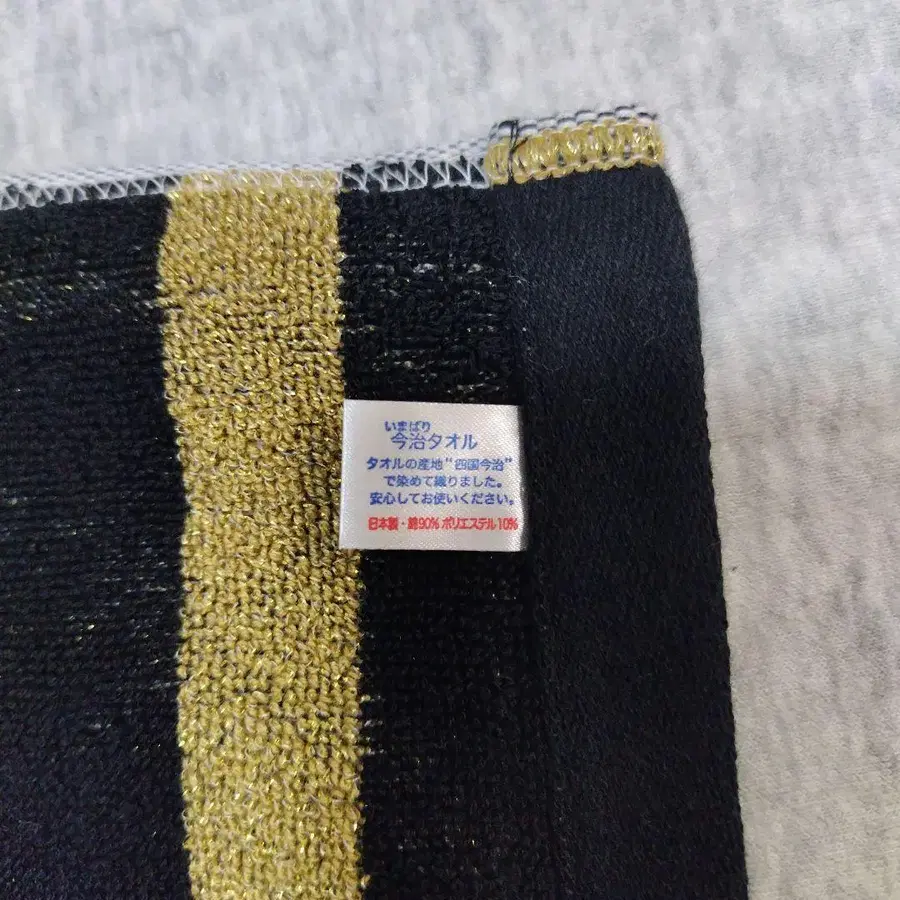 いまばり
今治タオル
タオルの産地“四国今治”
で染めて織りました。
安心してお使いください。
日本製・綿90% ポリエステル10%